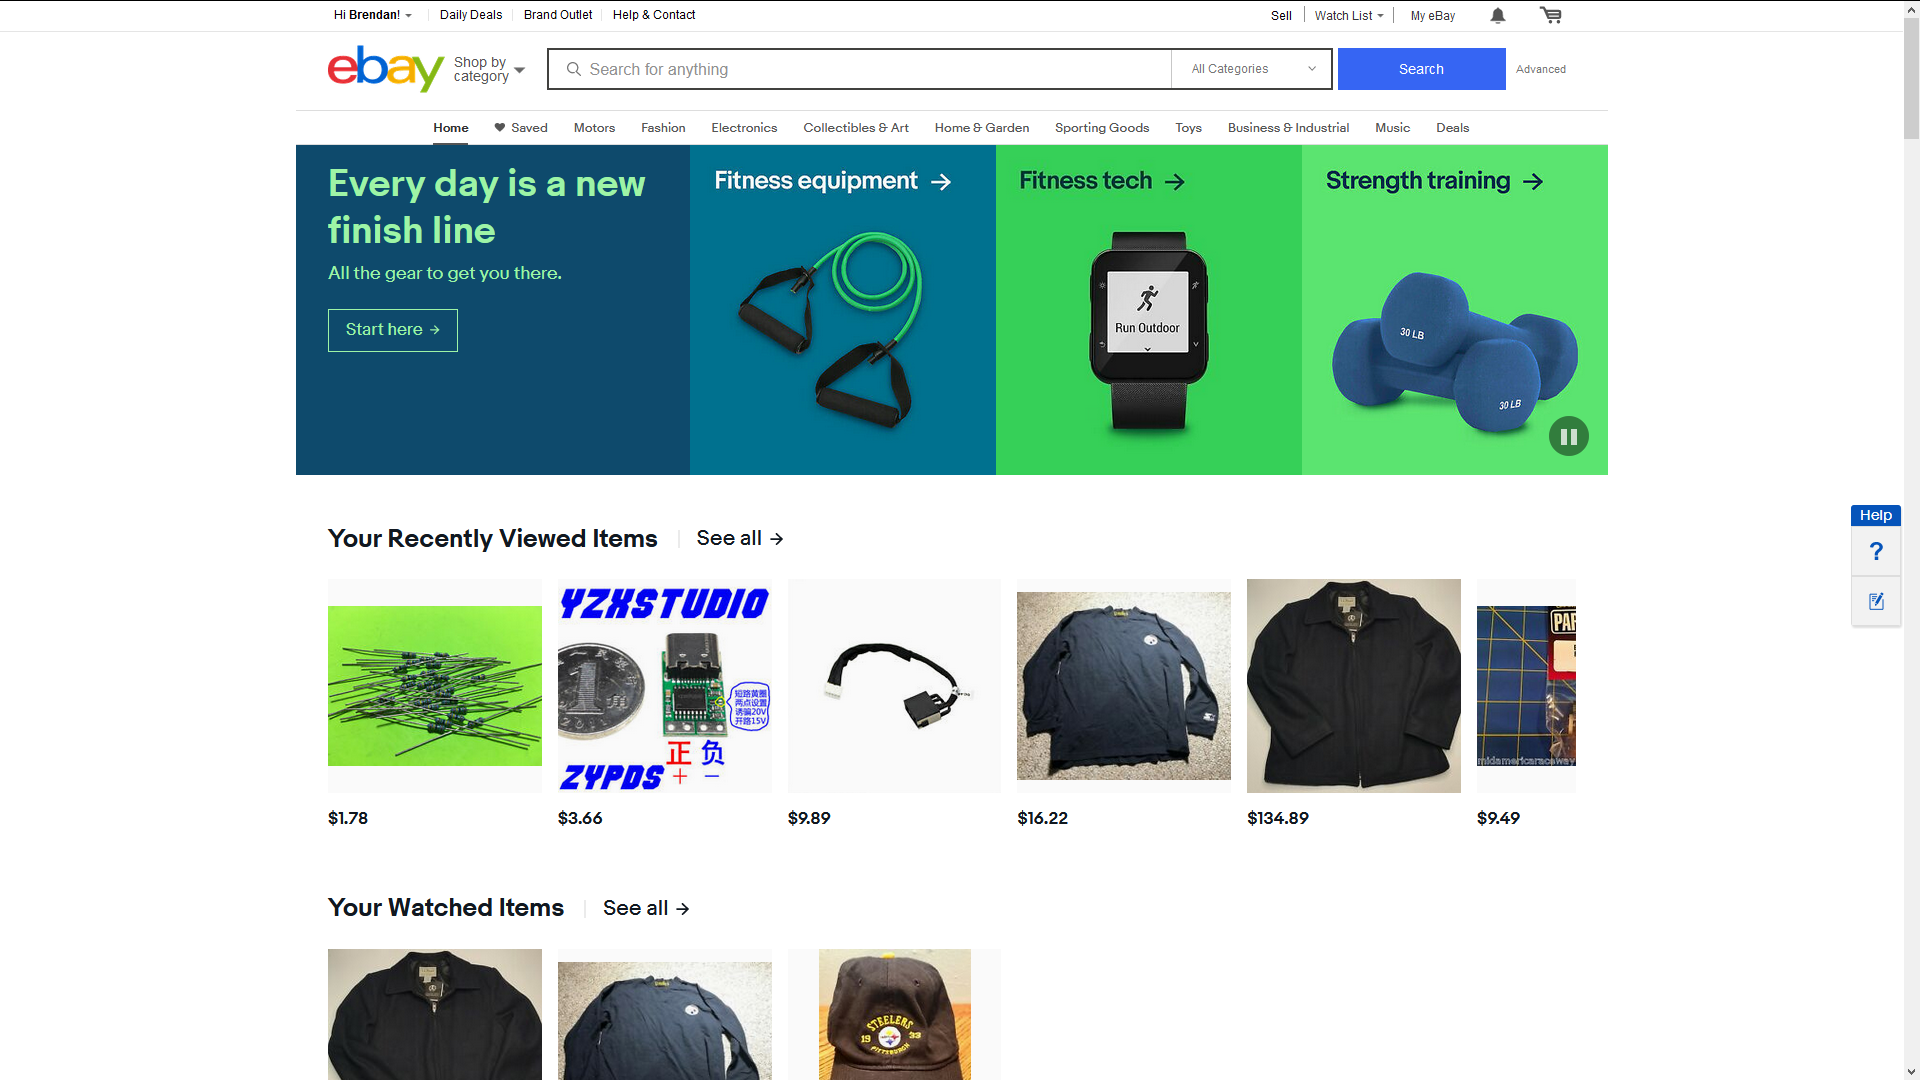 Hi Brendan!
Daily Deals
Brand Outlet
Help & Contact
Sell
Watch List
My eBay
ebay
Shop by
category
Search for anything
All Categories
Search
Advanced
Home
Saved
Motors
Fashion
Electronics
Collectibles & Art
Home & Garden
Sporting Goods
Toys
Business & Industrial
Music
Deals
Every day is a new
finish line
All the gear to get you there.
Start here →
Fitness equipment →
Fitness tech →
Run Outdoor
Strength training →
30 LB
30 LB
Help
?
Your Recently Viewed Items
See all →
YZXSTUDIO
短路黄圈
两点设置
诱骗20V
开路15V
正 负
+ −
ZYPDS
PAR
midamericaraceway
$1.78
$3.66
$9.89
$16.22
$134.89
$9.49
Your Watched Items
See all →
STEELERS
19 33
PITTSBURGH